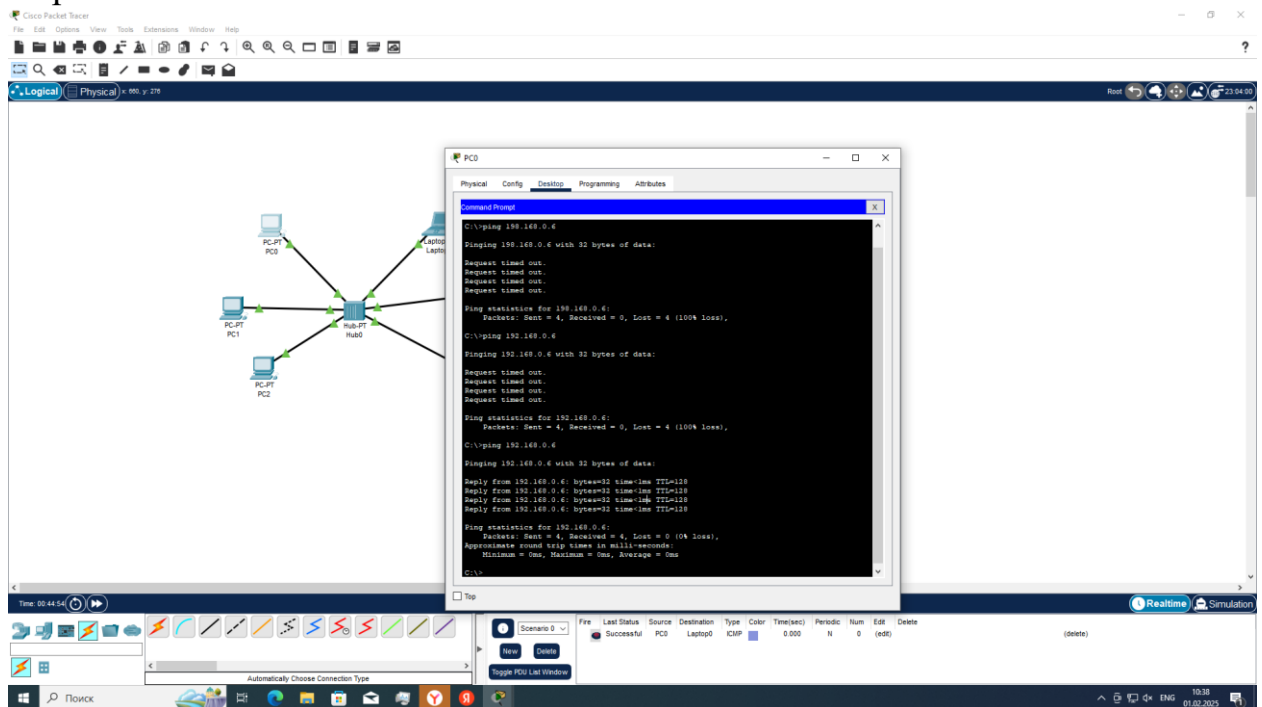 Cisco Packet Tracer
File Edit Options View Tools Extensions Window Help
?
Logical Physical x: 660, y: 276 Root 23:04:00
PC0
Physical Config Desktop Programming Attributes
Command Prompt X
C:\>ping 198.168.0.6
Pinging 198.168.0.6 with 32 bytes of data:
Request timed out.
Request timed out.
Request timed out.
Request timed out.
Ping statistics for 198.168.0.6:
Packets: Sent = 4, Received = 0, Lost = 4 (100% loss),
C:\>ping 192.168.0.6
Pinging 192.168.0.6 with 32 bytes of data:
Request timed out.
Request timed out.
Request timed out.
Request timed out.
Ping statistics for 192.168.0.6:
Packets: Sent = 4, Received = 0, Lost = 4 (100% loss),
C:\>ping 192.168.0.6
Pinging 192.168.0.6 with 32 bytes of data:
Reply from 192.168.0.6: bytes=32 time<1ms TTL=128
Reply from 192.168.0.6: bytes=32 time<1ms TTL=128
Reply from 192.168.0.6: bytes=32 time<1ms TTL=128
Reply from 192.168.0.6: bytes=32 time<1ms TTL=128
Ping statistics for 192.168.0.6:
Packets: Sent = 4, Received = 4, Lost = 0 (0% loss),
Approximate round trip times in milli-seconds:
Minimum = 0ms, Maximum = 0ms, Average = 0ms
C:\>
Top
PC-PT
PC0
Laptop
Lapto
PC-PT
PC1
Hub-PT
Hub0
PC-PT
PC2
Time: 00:44:54 Realtime Simulation
Scenario 0
New Delete
Toggle PDU List Window
Fire Last Status Source Destination Type Color Time(sec) Periodic Num Edit Delete
Successful PC0 Laptop0 ICMP 0.000 N 0 (edit) (delete)
Automatically Choose Connection Type
Поиск
ENG 10:38
01.02.2025